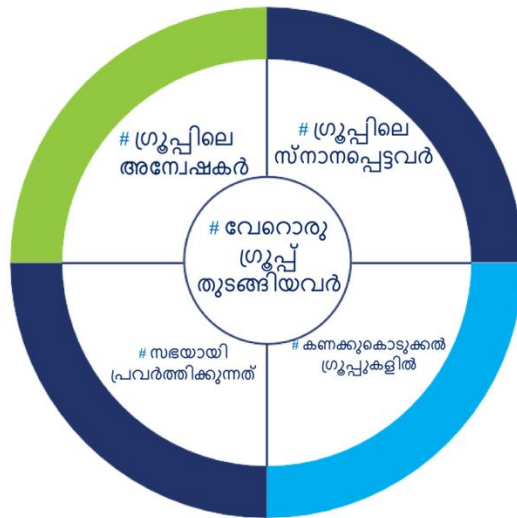 # ഗ്രൂപ്പിലെ
അന്വേഷകർ
# ഗ്രൂപ്പിലെ
സ്നാനപ്പെട്ടവർ
# വേറൊരു
ഗ്രൂപ്പ്
തുടങ്ങിയവർ
# സഭയായി
പ്രവർത്തിക്കുന്നത്
# കണക്കുകൊടുക്കൽ
ഗ്രൂപ്പുകളിൽ